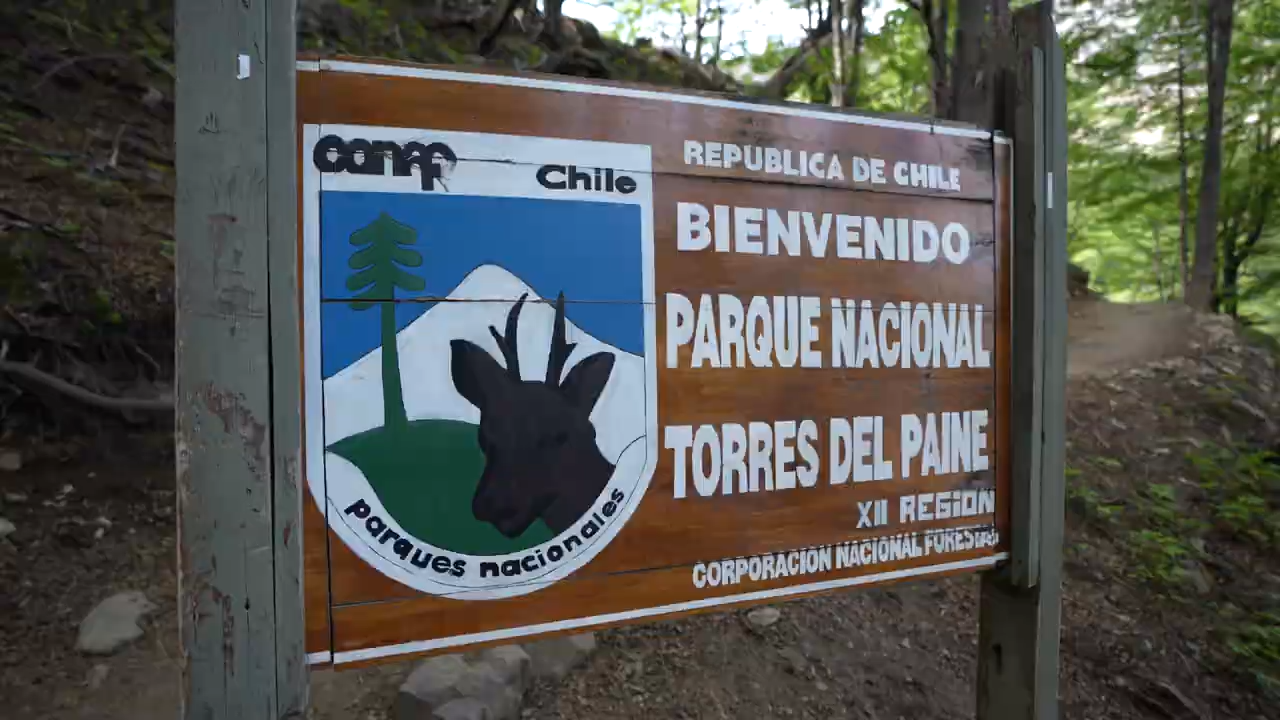 conaf
Chile
parques nacionales
REPUBLICA DE CHILE
BIENVENIDO
PARQUE NACIONAL
TORRES DEL PAINE
XII REGION
CORPORACION NACIONAL FORESTAL